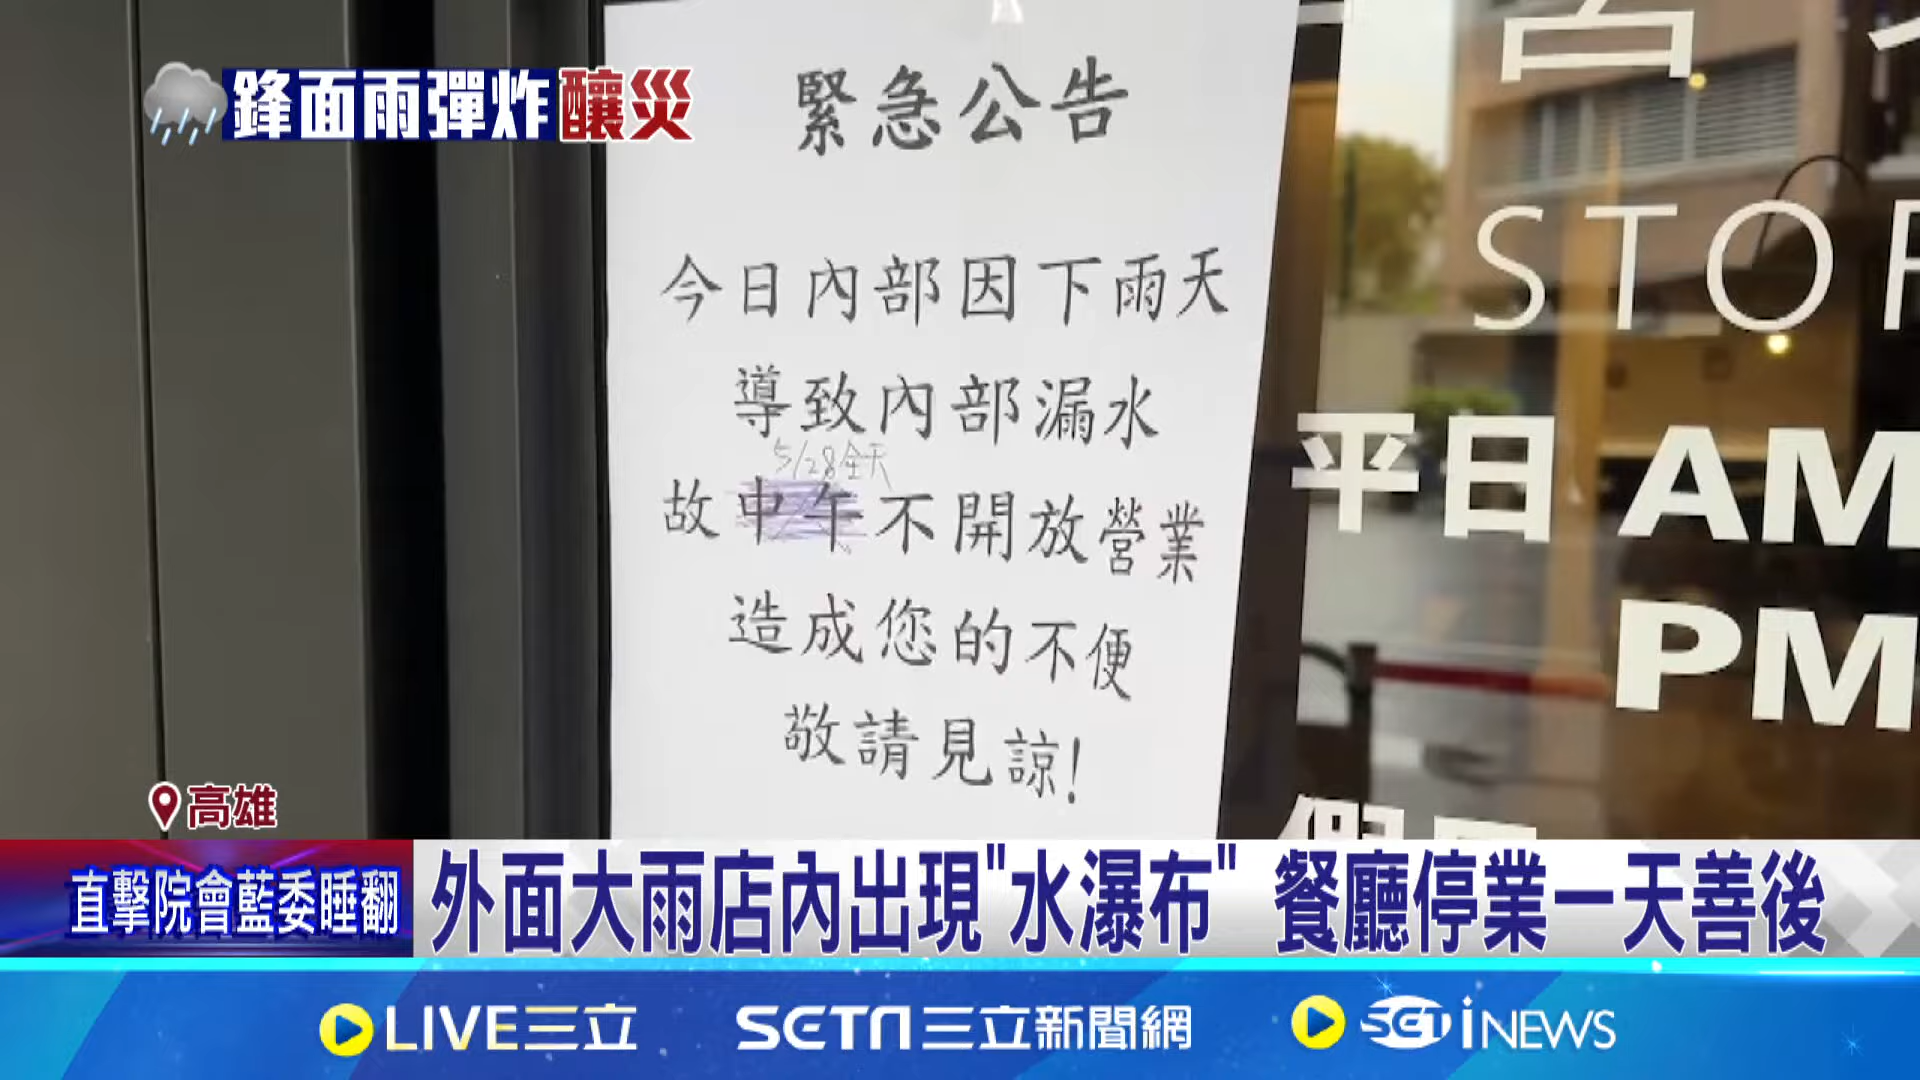 鋒面雨彈炸釀災
緊急公告
今日內部因下雨天
導致內部漏水
5/28全天
故中午不開放營業
造成您的不便
敬請見諒!
STOR
平日 AM
PM
高雄
直擊院會藍委睡翻
外面大雨店內出現"水瀑布" 餐廳停業一天善後
LIVE三立
SETN三立新聞網
SETiNEWS